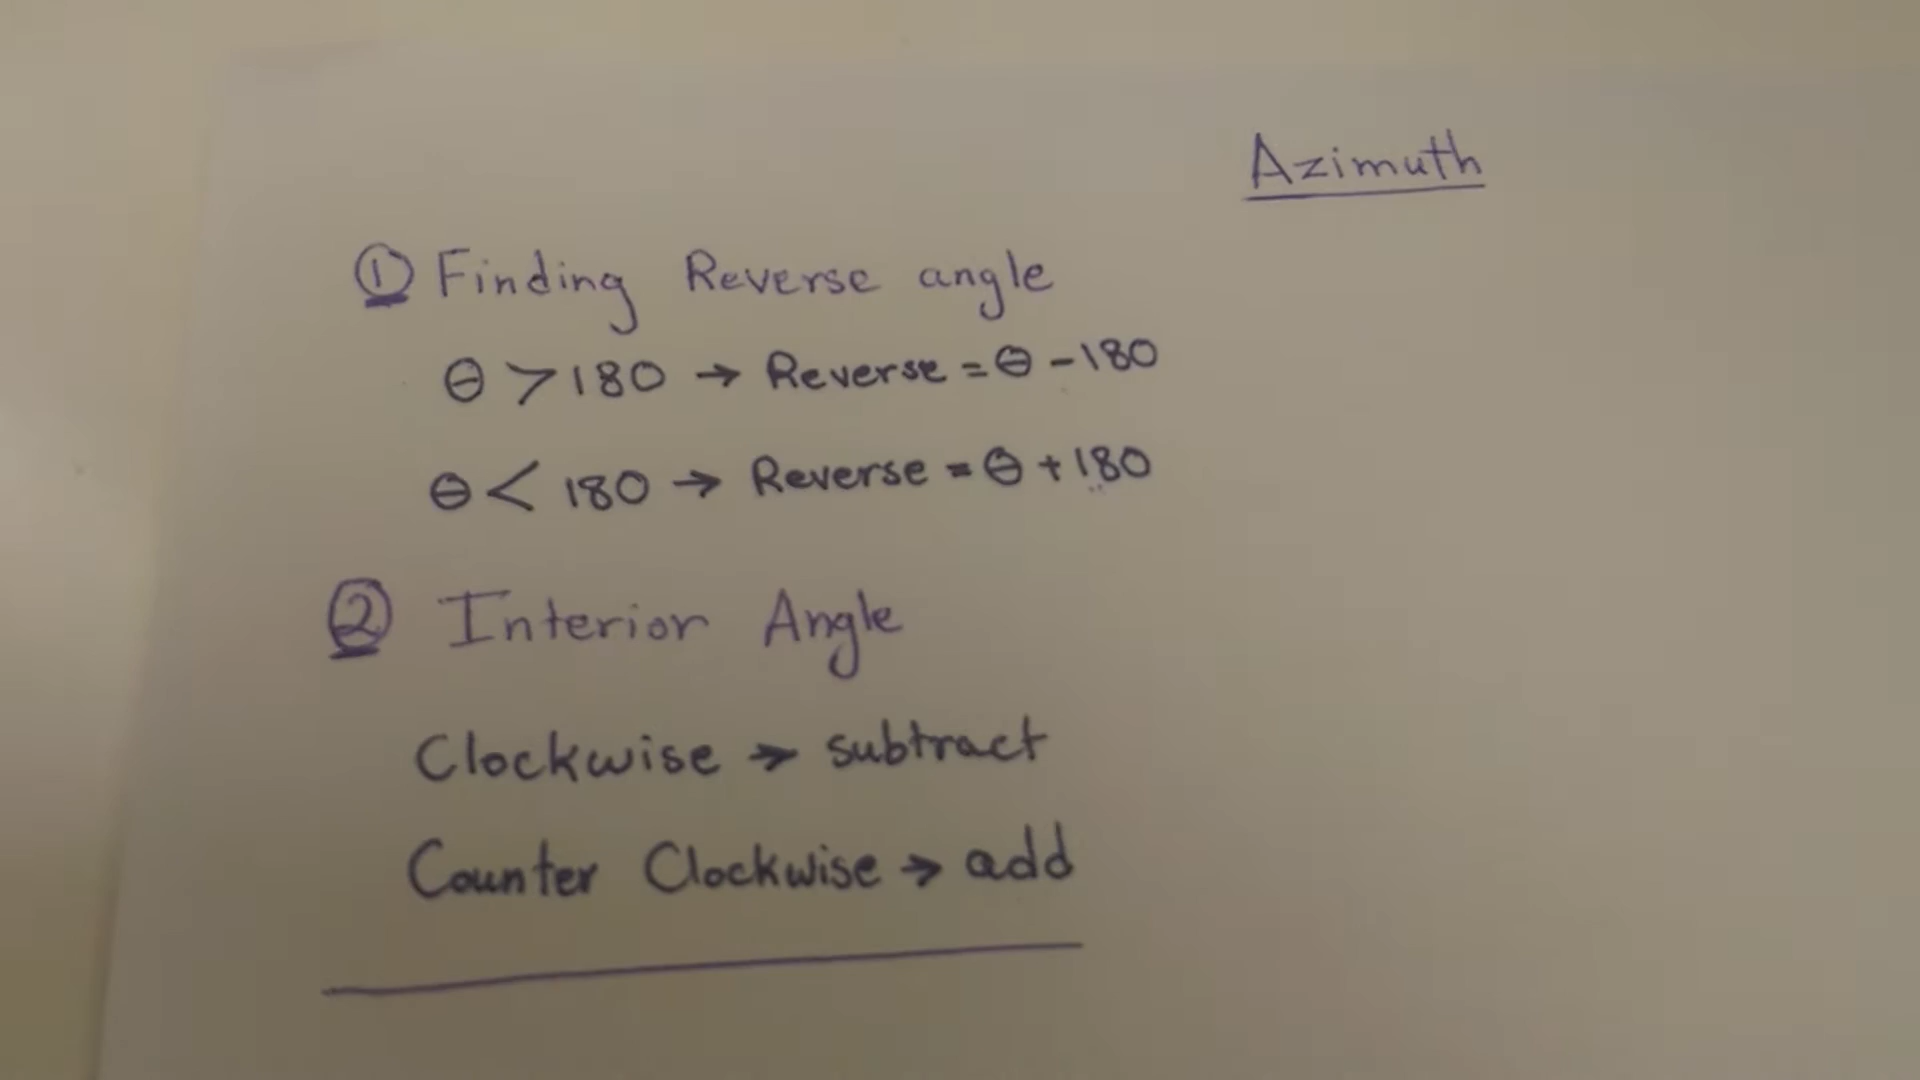 Azimuth
① Finding Reverse angle
θ > 180 → Reverse = θ - 180
θ < 180 → Reverse = θ + 180
② Interior Angle
Clockwise → subtract
Counter Clockwise → add